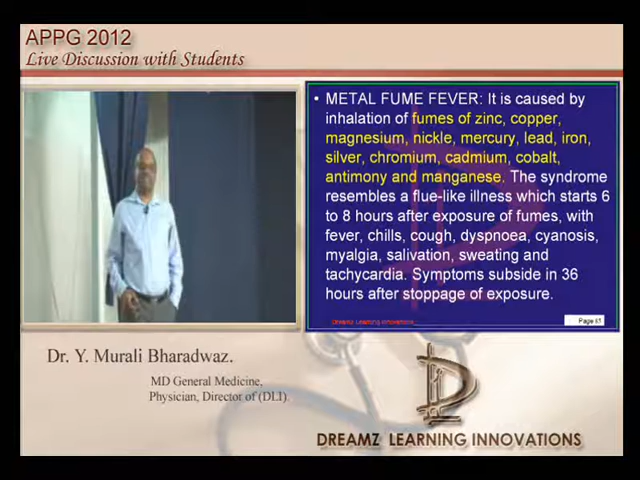 APPG 2012
Live Discussion with Students
• METAL FUME FEVER: It is caused by
inhalation of fumes of zinc, copper,
magnesium, nickle, mercury, lead, iron,
silver, chromium, cadmium, cobalt,
antimony and manganese. The syndrome
resembles a flue-like illness which starts 6
to 8 hours after exposure of fumes, with
fever, chills, cough, dyspnoea, cyanosis,
myalgia, salivation, sweating and
tachycardia. Symptoms subside in 36
hours after stoppage of exposure.
Dreamz Learning Innovations
Dr. Y. Murali Bharadwaz.
MD General Medicine,
Physician, Director of (DLI).
DREAMZ LEARNING INNOVATIONS